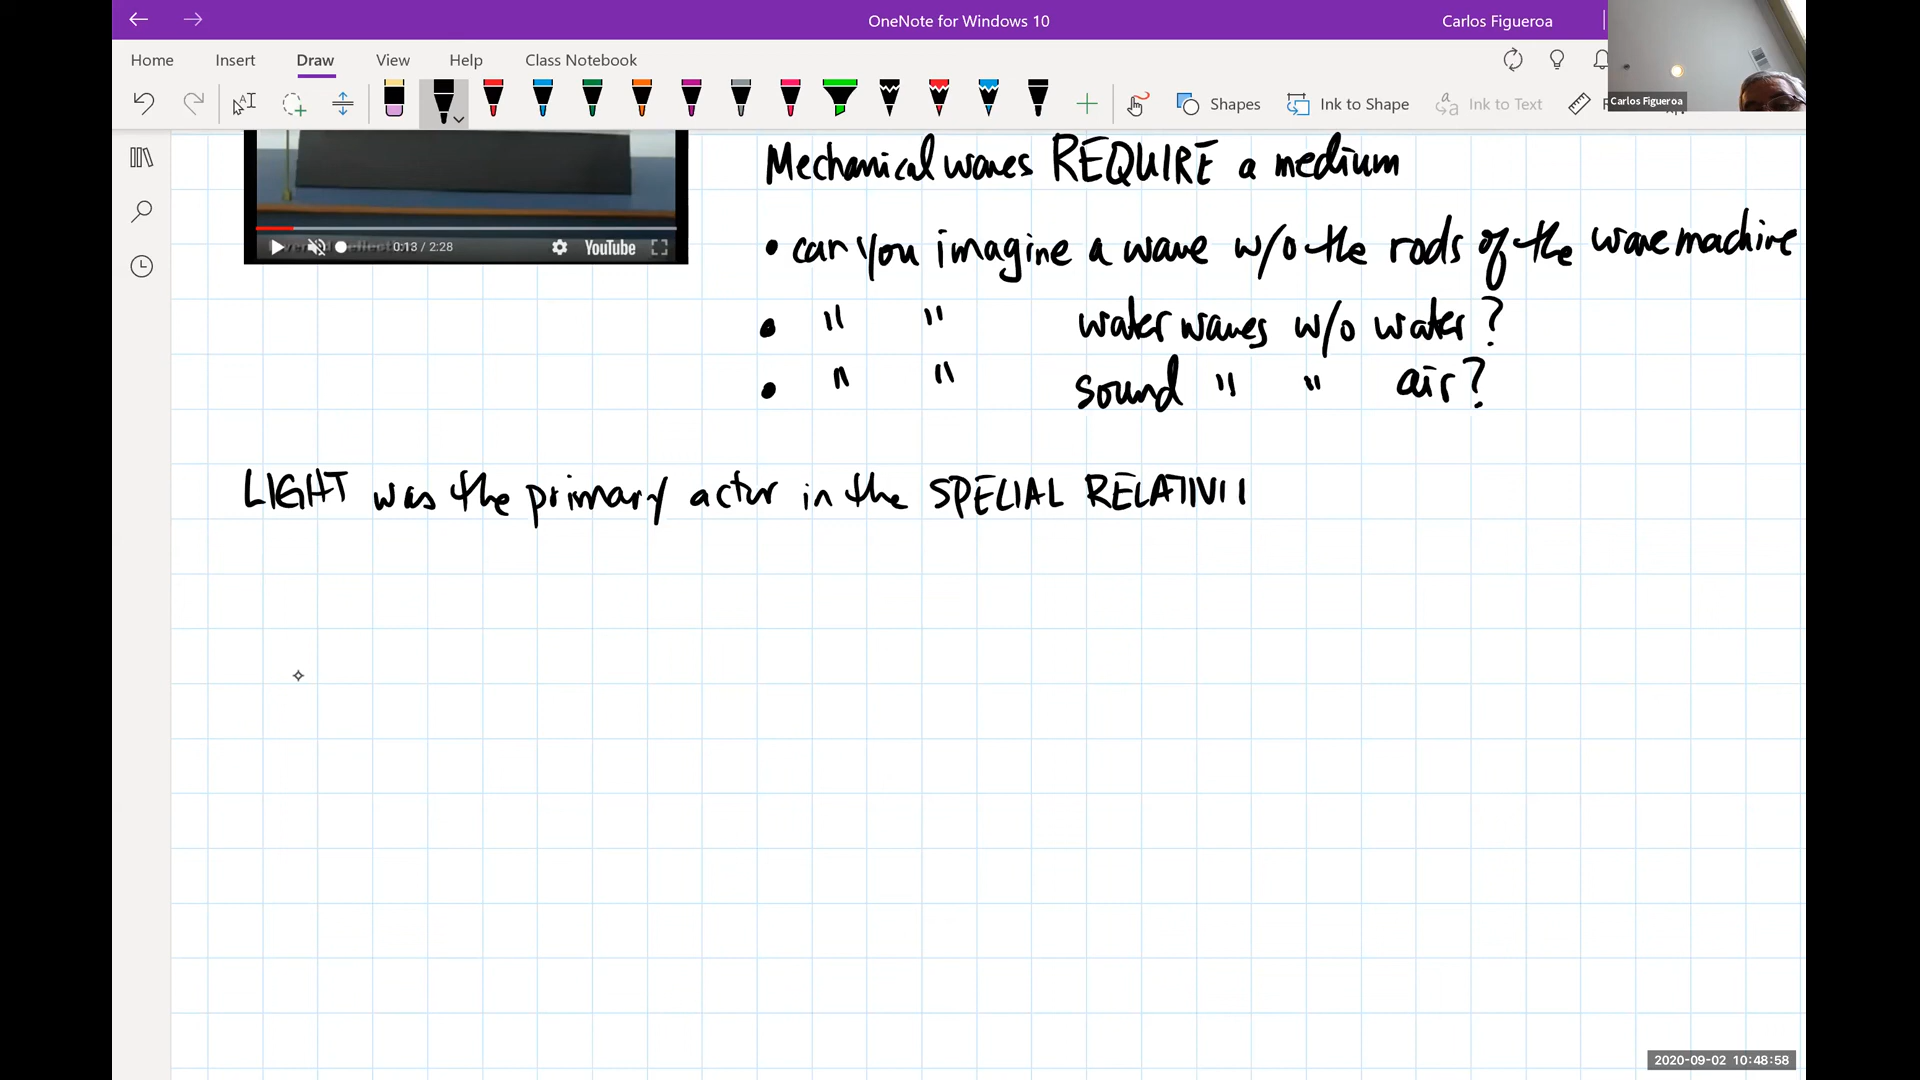 OneNote for Windows 10
Carlos Figueroa
Home Insert Draw View Help Class Notebook
Shapes Ink to Shape Ink to Text
Carlos Figueroa
Mechanical waves REQUIRE a medium
0:13 / 2:28 YouTube
• can you imagine a wave w/o the rods of the wave machine
• " " water waves w/o water?
• " " sound " " air?
LIGHT was the primary actor in the SPECIAL RELATIVI
2020-09-02 10:48:58